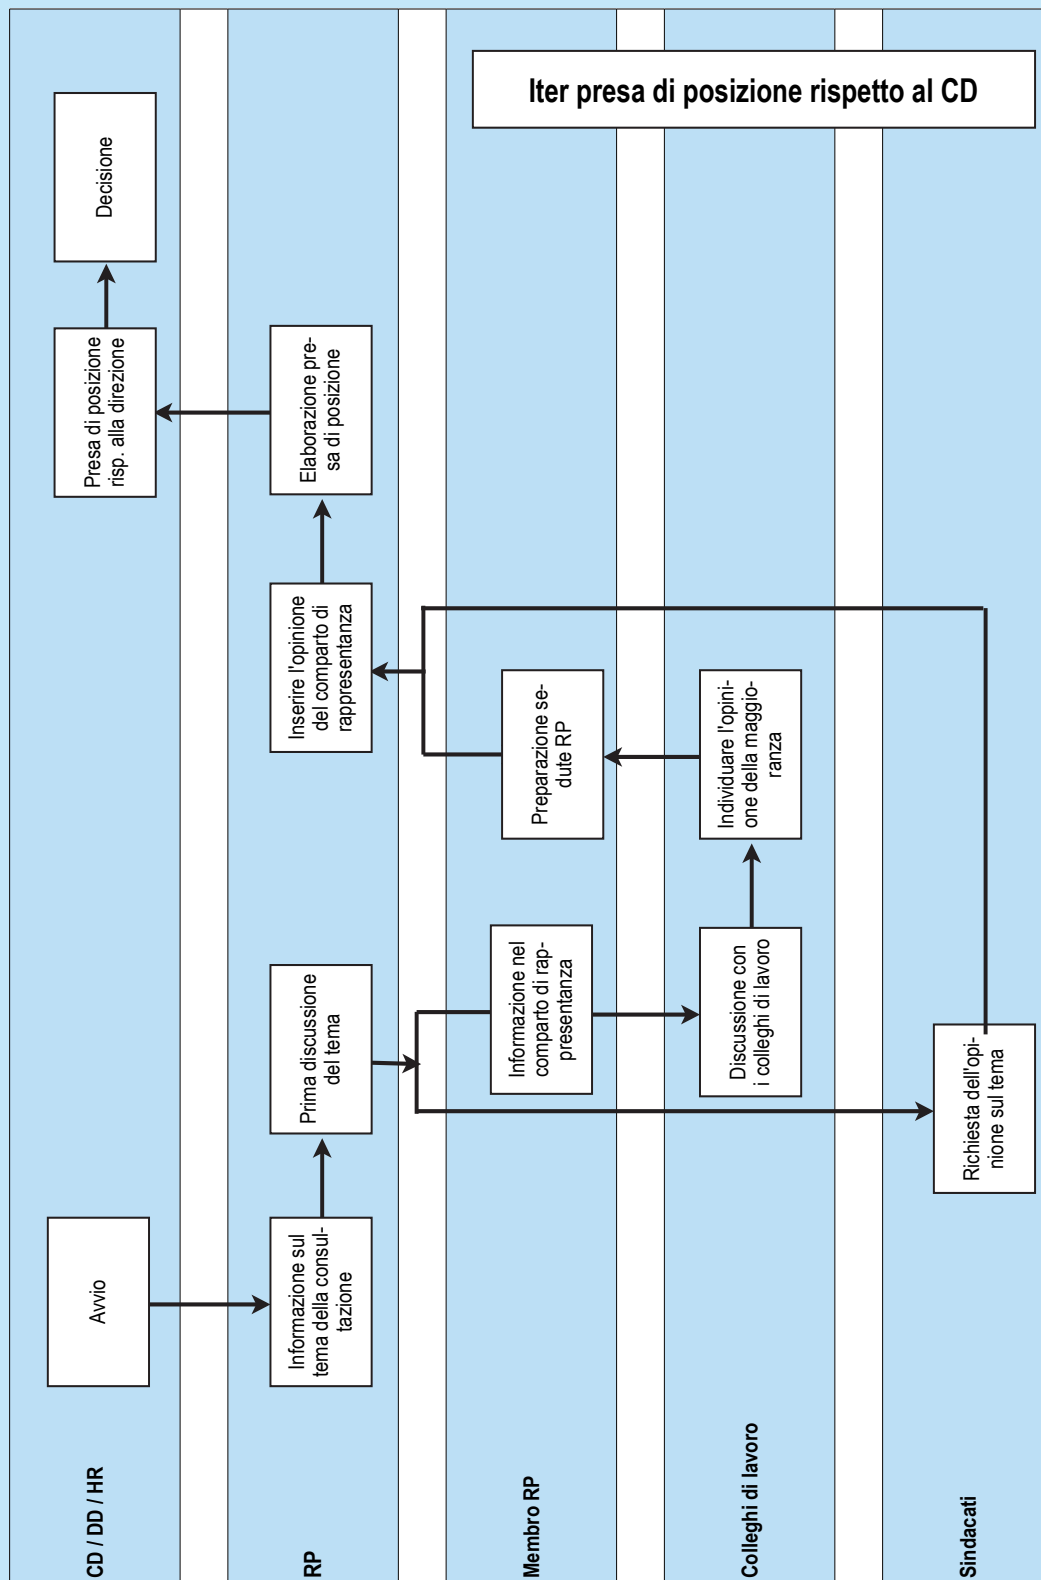 Iter presa di posizione rispetto al CD
CD / DD / HR
Avvio
Presa di posizione
risp. alla direzione
Decisione
RP
Informazione sul
tema della consul-
tazione
Prima discussione
del tema
Inserire l'opinione
del comparto di
rappresentanza
Elaborazione pre-
sa di posizione
Membro RP
Informazione nel
comparto di rap-
presentanza
Preparazione se-
dute RP
Colleghi di lavoro
Discussione con
i colleghi di lavoro
Individuare l'opini-
one della maggio-
ranza
Sindacati
Richiesta dell'opi-
nione sul tema